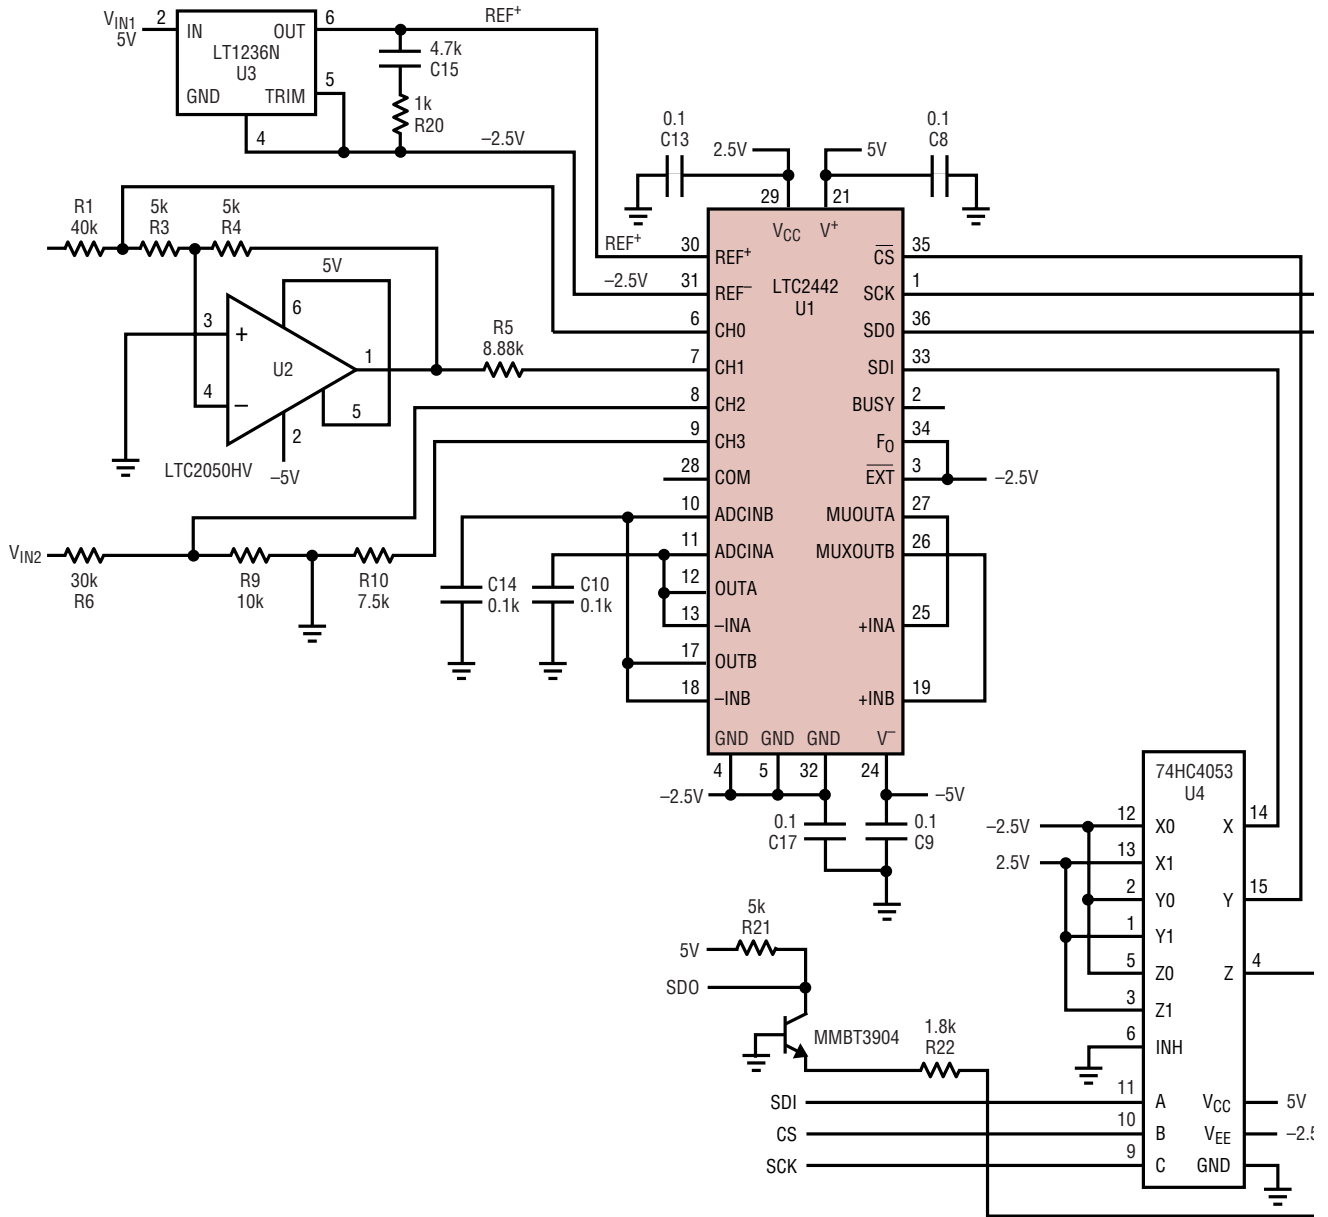 VIN1
5V
2
IN
OUT
6
REF+
LT1236N
U3
GND
TRIM
5
4
4.7k
C15
1k
R20
–2.5V
0.1
C13
2.5V
0.1
C8
5V
29
21
VCC
V+
LTC2442
U1
REF+
30
REF+
–2.5V
31
REF–
6
CH0
7
CH1
8
CH2
9
CH3
28
COM
10
ADCINB
11
ADCINA
12
OUTA
13
–INA
17
OUTB
18
–INB
CS
35
SCK
1
SD0
36
SDI
33
BUSY
2
FO
34
EXT
3
–2.5V
MUOUTA
27
MUXOUTB
26
+INA
25
+INB
19
GND
GND
GND
V–
4
5
32
24
–2.5V
–5V
0.1
C17
0.1
C9
R1
40k
5k
R3
5k
R4
5V
6
3
+
U2
1
4
–
5
2
LTC2050HV
–5V
R5
8.88k
VIN2
30k
R6
R9
10k
R10
7.5k
C14
0.1k
C10
0.1k
5k
R21
5V
SDO
MMBT3904
1.8k
R22
SDI
CS
SCK
74HC4053
U4
–2.5V
12
X0
X
14
2.5V
13
X1
2
Y0
Y
15
1
Y1
5
Z0
Z
4
3
Z1
6
INH
11
A
VCC
5V
10
B
VEE
–2.5
9
C
GND